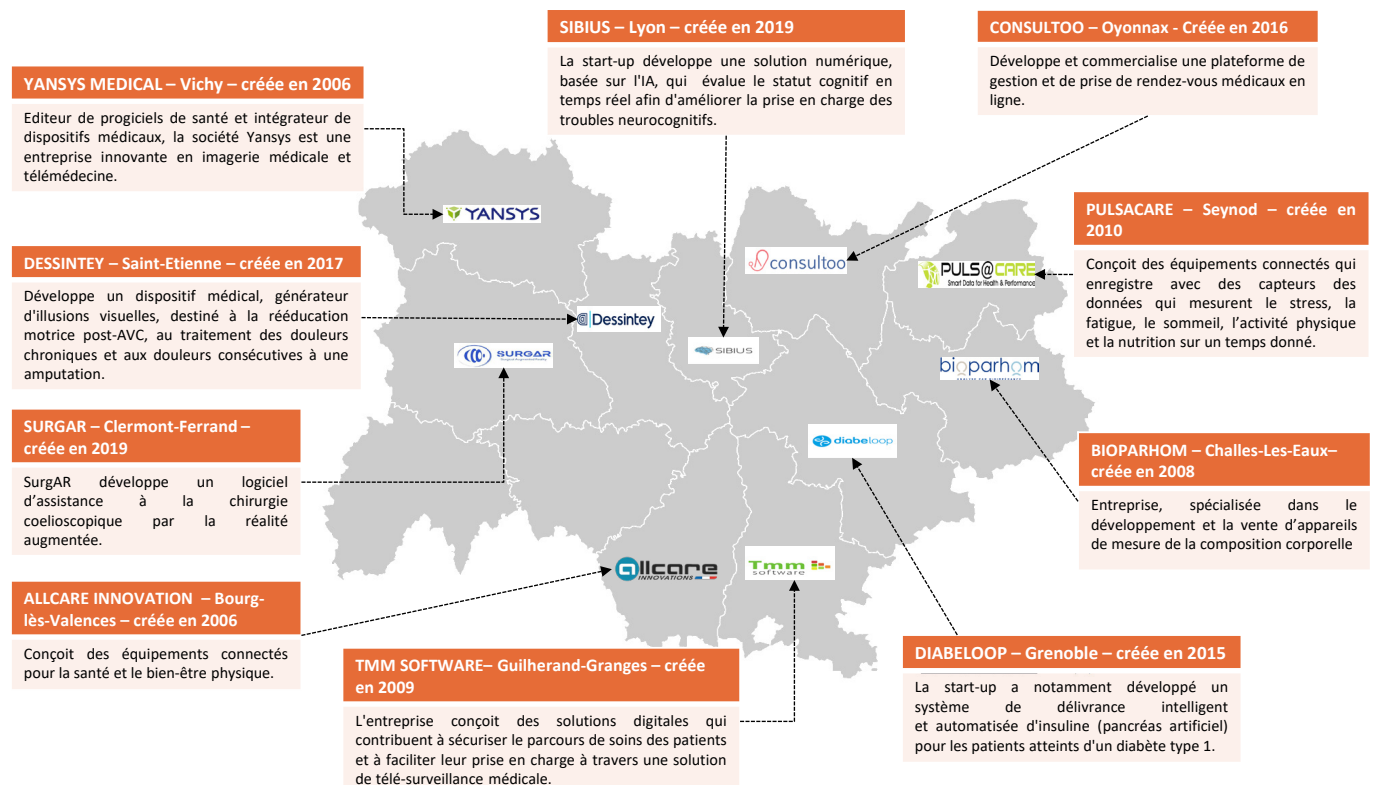 SIBIUS – Lyon – créée en 2019
La start-up développe une solution numérique,
basée sur l'IA, qui évalue le statut cognitif en
temps réel afin d'améliorer la prise en charge des
troubles neurocognitifs.
CONSULTOO – Oyonnax - Créée en 2016
Développe et commercialise une plateforme de
gestion et de prise de rendez-vous médicaux en
ligne.
YANSYS MEDICAL – Vichy – créée en 2006
Editeur de progiciels de santé et intégrateur de
dispositifs médicaux, la société Yansys est une
entreprise innovante en imagerie médicale et
télémédecine.
YANSYS
PULSACARE – Seynod – créée en
2010
Conçoit des équipements connectés qui
enregistre avec des capteurs des
données qui mesurent le stress, la
fatigue, le sommeil, l’activité physique
et la nutrition sur un temps donné.
consultoo
PULS@CARE
Smart Data for Health & Performance
DESSINTEY – Saint-Etienne – créée en 2017
Développe un dispositif médical, générateur
d'illusions visuelles, destiné à la rééducation
motrice post-AVC, au traitement des douleurs
chroniques et aux douleurs consécutives à une
amputation.
Dessintey
SURGAR
SIBIUS
bioparhom
SURGAR – Clermont-Ferrand –
créée en 2019
SurgAR développe un logiciel
d’assistance à la chirurgie
coelioscopique par la réalité
augmentée.
diabeloop
BIOPARHOM – Challes-Les-Eaux–
créée en 2008
Entreprise, spécialisée dans le
développement et la vente d’appareils
de mesure de la composition corporelle
allcare
INNOVATIONS
Tmm
software
ALLCARE INNOVATION – Bourg-
lès-Valences – créée en 2006
Conçoit des équipements connectés
pour la santé et le bien-être physique.
TMM SOFTWARE– Guilherand-Granges – créée
en 2009
L'entreprise conçoit des solutions digitales qui
contribuent à sécuriser le parcours de soins des patients
et à faciliter leur prise en charge à travers une solution
de télé-surveillance médicale.
DIABELOOP – Grenoble – créée en 2015
La start-up a notamment développé un
système de délivrance intelligent
et automatisée d'insuline (pancréas artificiel)
pour les patients atteints d'un diabète type 1.